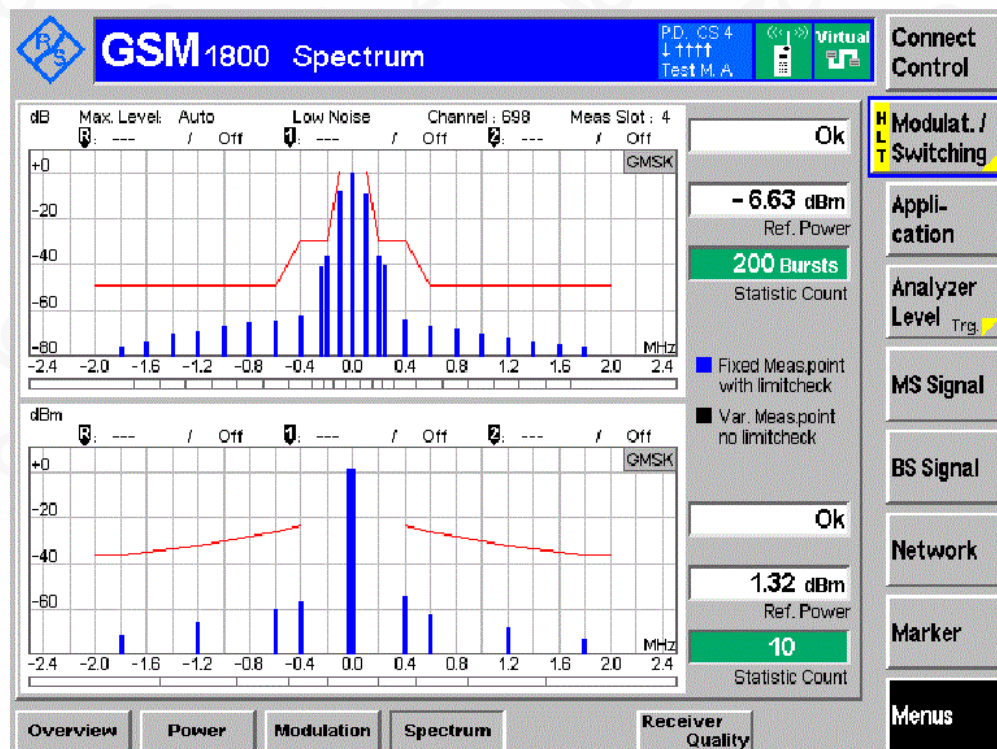 R/S
GSM 1800 Spectrum
PD. CS 4
Test M. A.
Virtual
Connect
Control
HLT
Modulat. /
Switching
Appli-
cation
Analyzer
Level Trg.
MS Signal
BS Signal
Network
Marker
Menus
dB Max. Level: Auto Low Noise Channel : 698 Meas Slot : 4
R: --- / Off 1: --- / Off 2: --- / Off
GMSK
+0
-20
-40
-60
-80
MHz
-2.4 -2.0 -1.6 -1.2 -0.8 -0.4 0.0 0.4 0.8 1.2 1.6 2.0 2.4
Ok
- 6.63 dBm
Ref. Power
200 Bursts
Statistic Count
Fixed Meas.point
with limitcheck
Var. Meas.point
no limitcheck
dBm
R: --- / Off 1: --- / Off 2: --- / Off
GMSK
+0
-20
-40
-60
MHz
-2.4 -2.0 -1.6 -1.2 -0.8 -0.4 0.0 0.4 0.8 1.2 1.6 2.0 2.4
Ok
1.32 dBm
Ref. Power
10
Statistic Count
Overview
Power
Modulation
Spectrum
Receiver
Quality